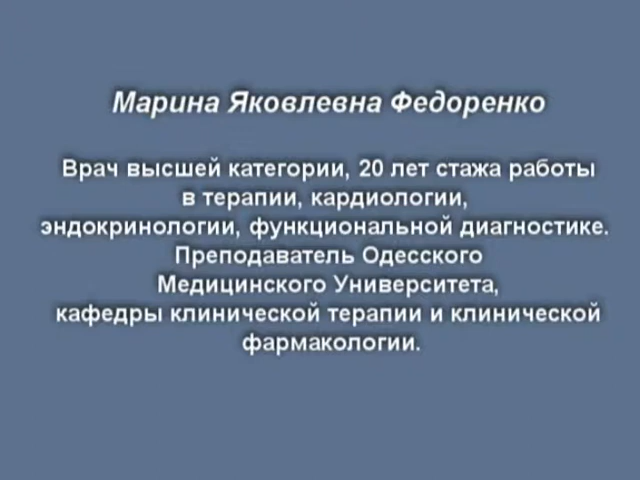 Марина Яковлевна Федоренко
Врач высшей категории, 20 лет стажа работы
в терапии, кардиологии,
эндокринологии, функциональной диагностике.
Преподаватель Одесского
Медицинского Университета,
кафедры клинической терапии и клинической
фармакологии.